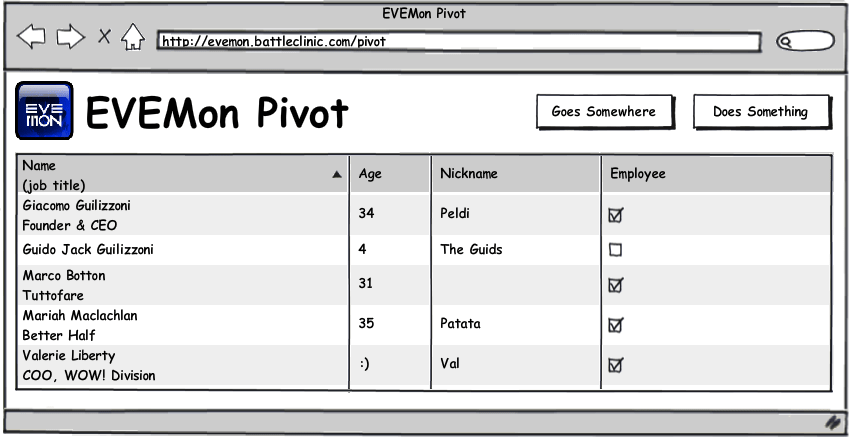 EVEMon Pivot
http://evemon.battleclinic.com/pivot
EVE
MON
EVEMon Pivot
Goes Somewhere
Does Something
Name
(job title)
Age
Nickname
Employee
Giacomo Guilizzoni
Founder & CEO
34
Peldi
Guido Jack Guilizzoni
4
The Guids
Marco Botton
Tuttofare
31
Mariah Maclachlan
Better Half
35
Patata
Valerie Liberty
COO, WOW! Division
:)
Val